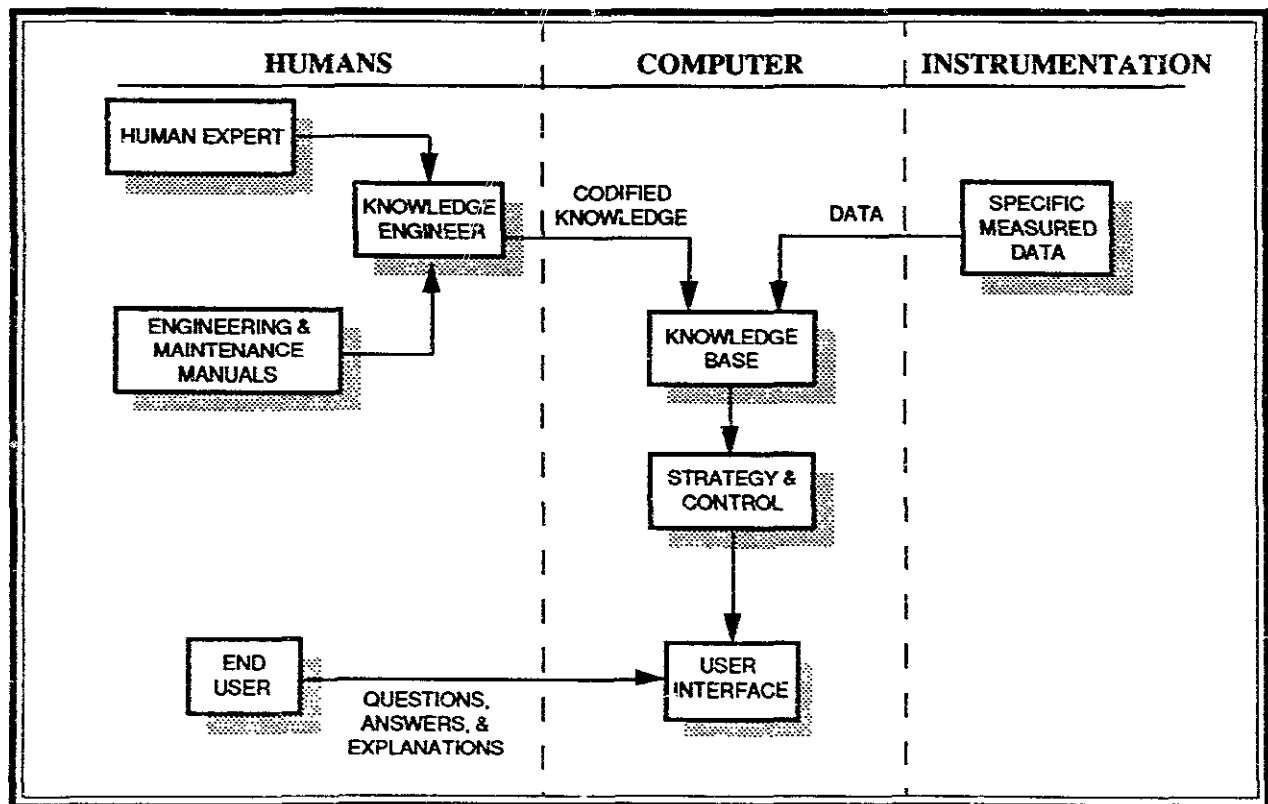 HUMANS
COMPUTER
INSTRUMENTATION
HUMAN EXPERT
KNOWLEDGE
ENGINEER
CODIFIED
KNOWLEDGE
DATA
SPECIFIC
MEASURED
DATA
ENGINEERING &
MAINTENANCE
MANUALS
KNOWLEDGE
BASE
STRATEGY &
CONTROL
END
USER
QUESTIONS,
ANSWERS, &
EXPLANATIONS
USER
INTERFACE